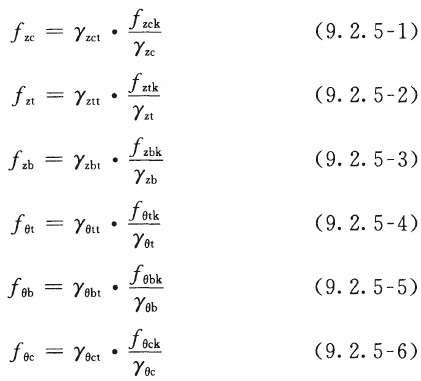 f_zc = γ_zct • f_zck / γ_zc (9.2.5-1)
f_zt = γ_ztt • f_ztk / γ_zt (9.2.5-2)
f_zb = γ_zbt • f_zbk / γ_zb (9.2.5-3)
f_θt = γ_θtt • f_θtk / γ_θt (9.2.5-4)
f_θb = γ_θbt • f_θbk / γ_θb (9.2.5-5)
f_θc = γ_θct • f_θck / γ_θc (9.2.5-6)